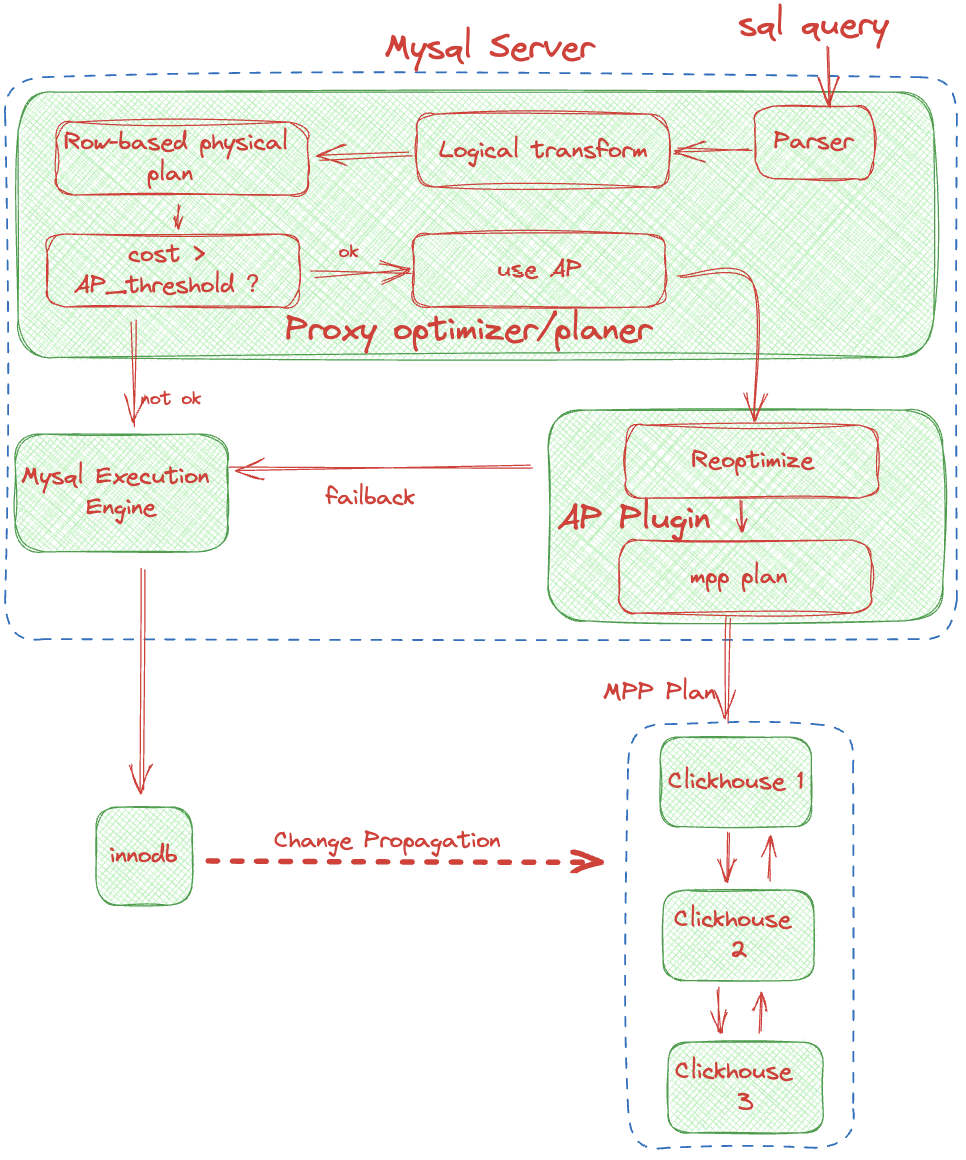 sql query
Mysql Server
Parser
Logical transform
Row-based physical
plan
cost >
AP_threshold ?
ok
use AP
Proxy optimizer/planer
not ok
Mysql Execution
Engine
failback
Reoptimize
AP Plugin
mpp plan
MPP Plan
Clickhouse 1
innodb
Change Propagation
Clickhouse
2
Clickhouse
3